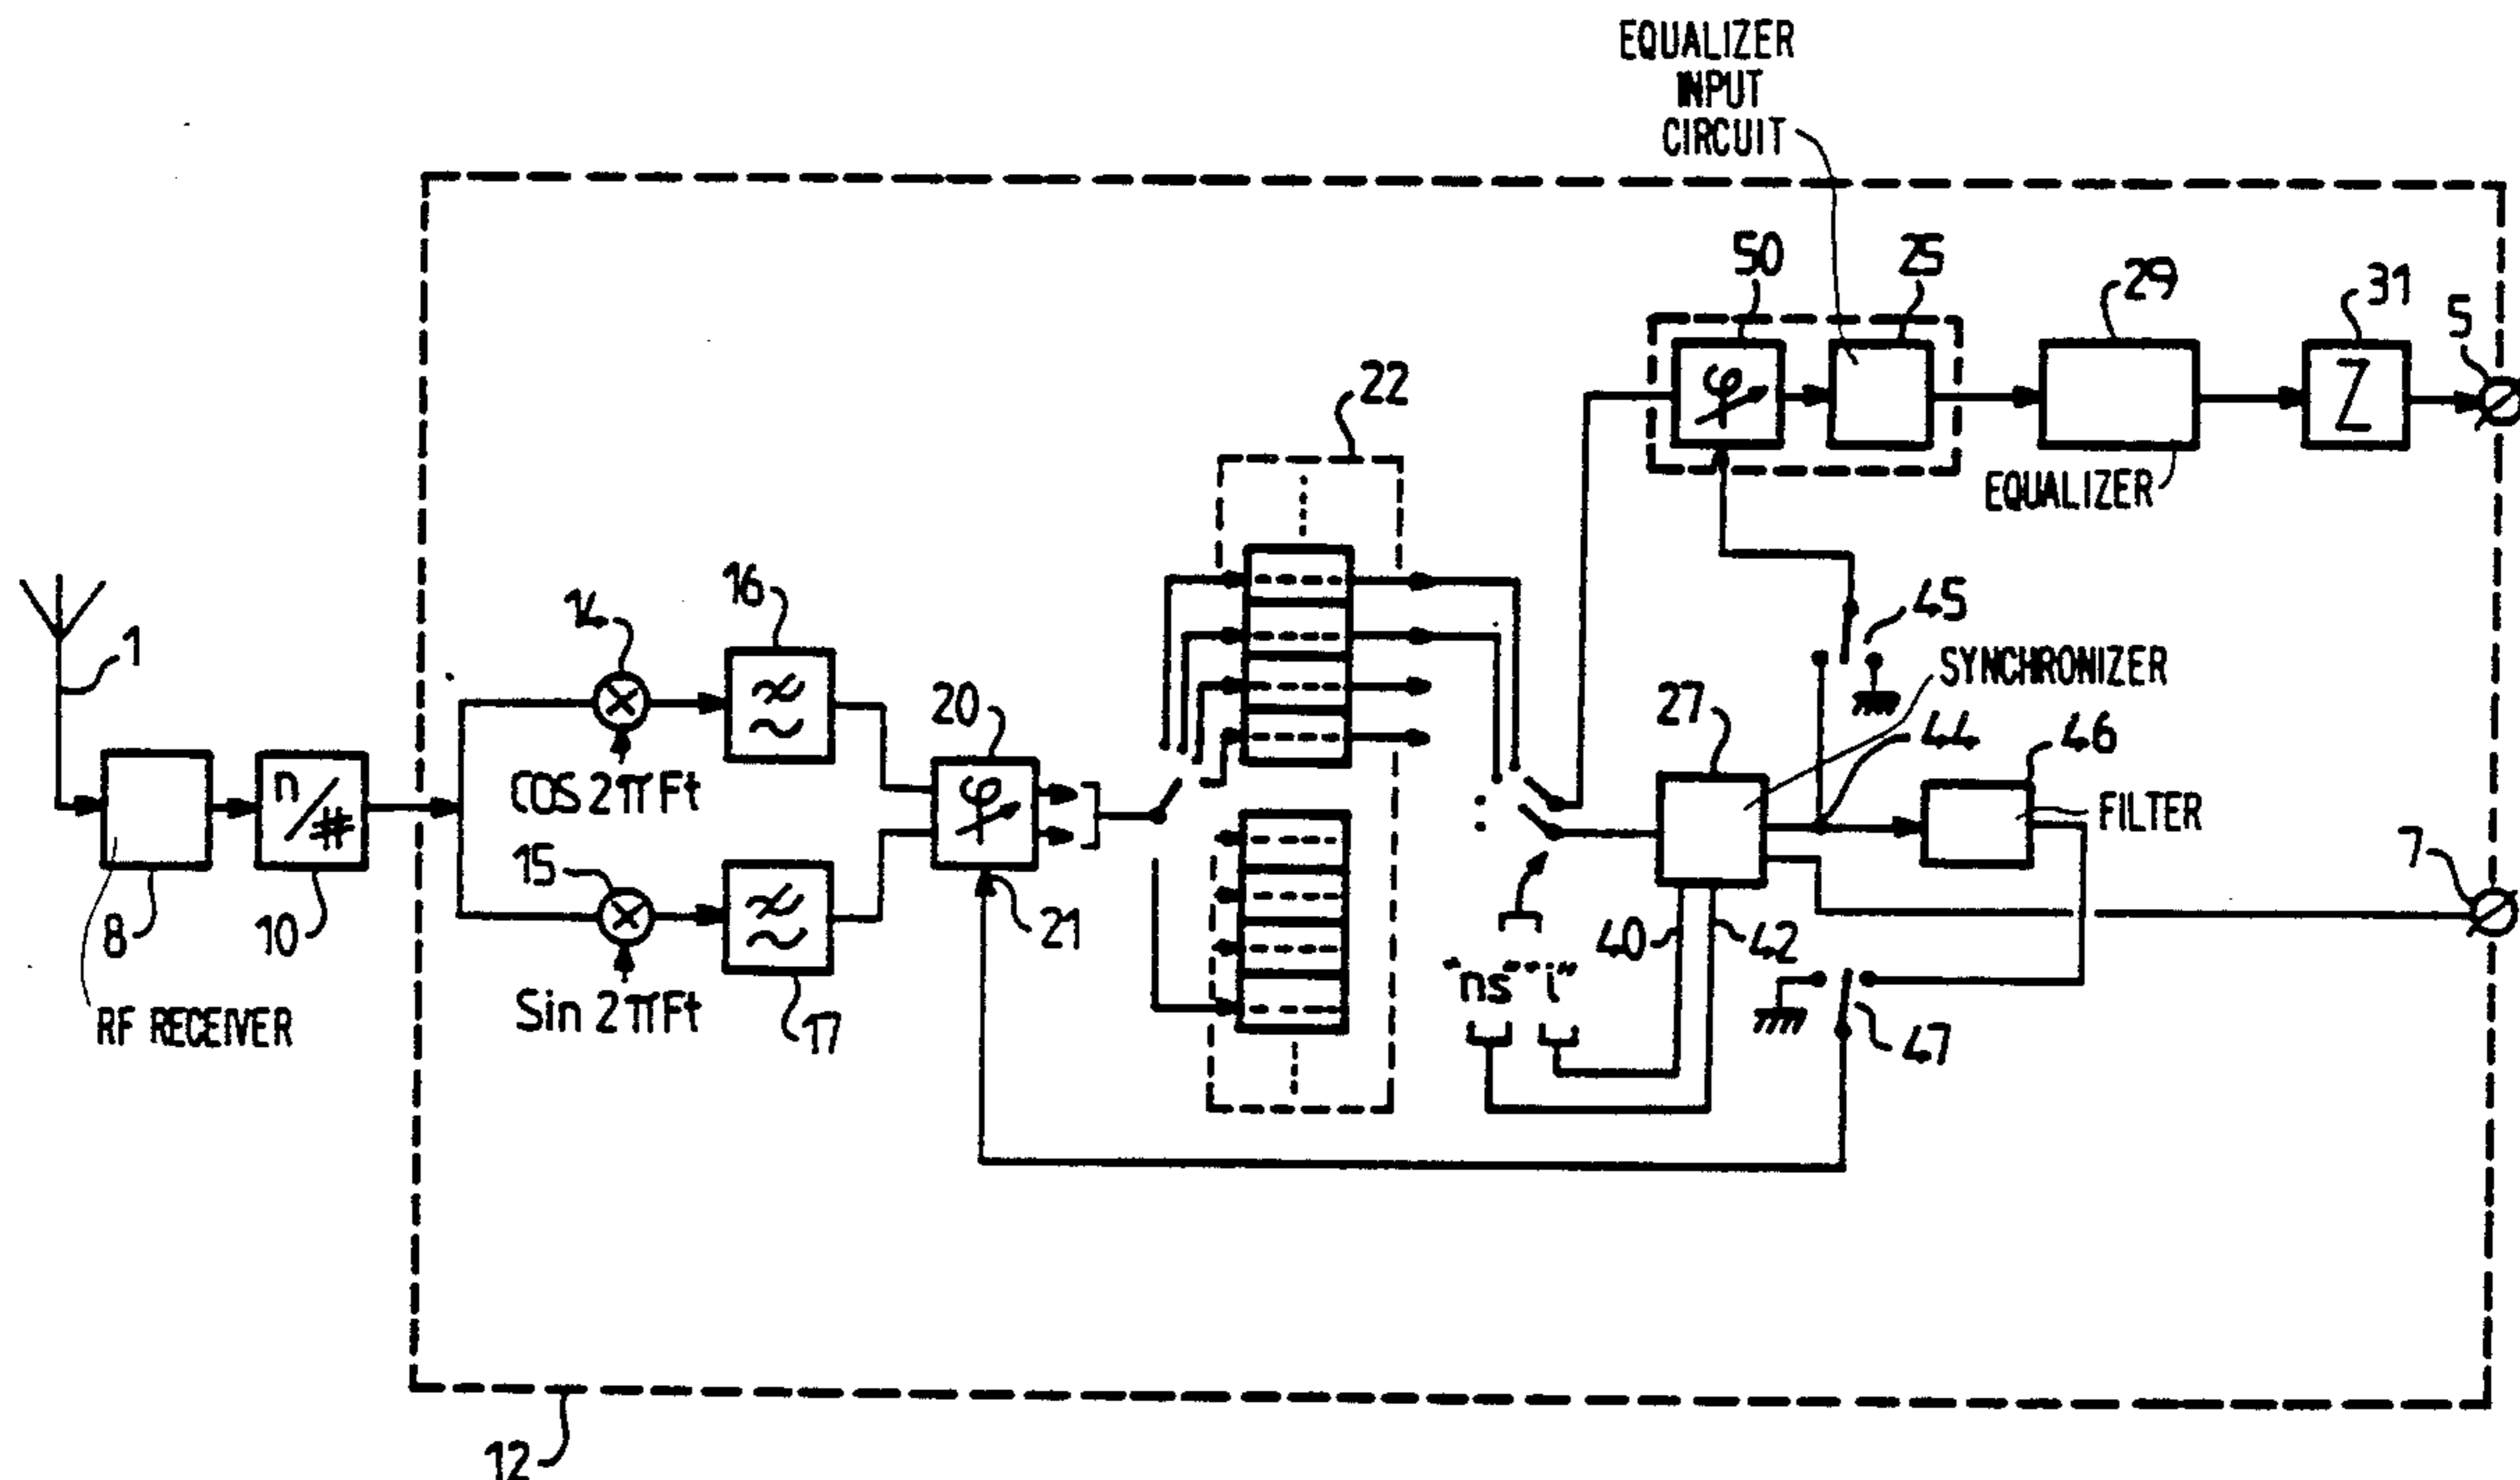 EQUALIZER
INPUT
CIRCUIT
50
25
29
31
5
22
EQUALIZER
1
14
16
45
SYNCHRONIZER
20
27
44
46
n/#
φ
Z
COS 2πFt
FILTER
15
7
8
10
21
40
42
RF RECEIVER
Sin 2πFt
17
"ns" "i"
47
φ
12